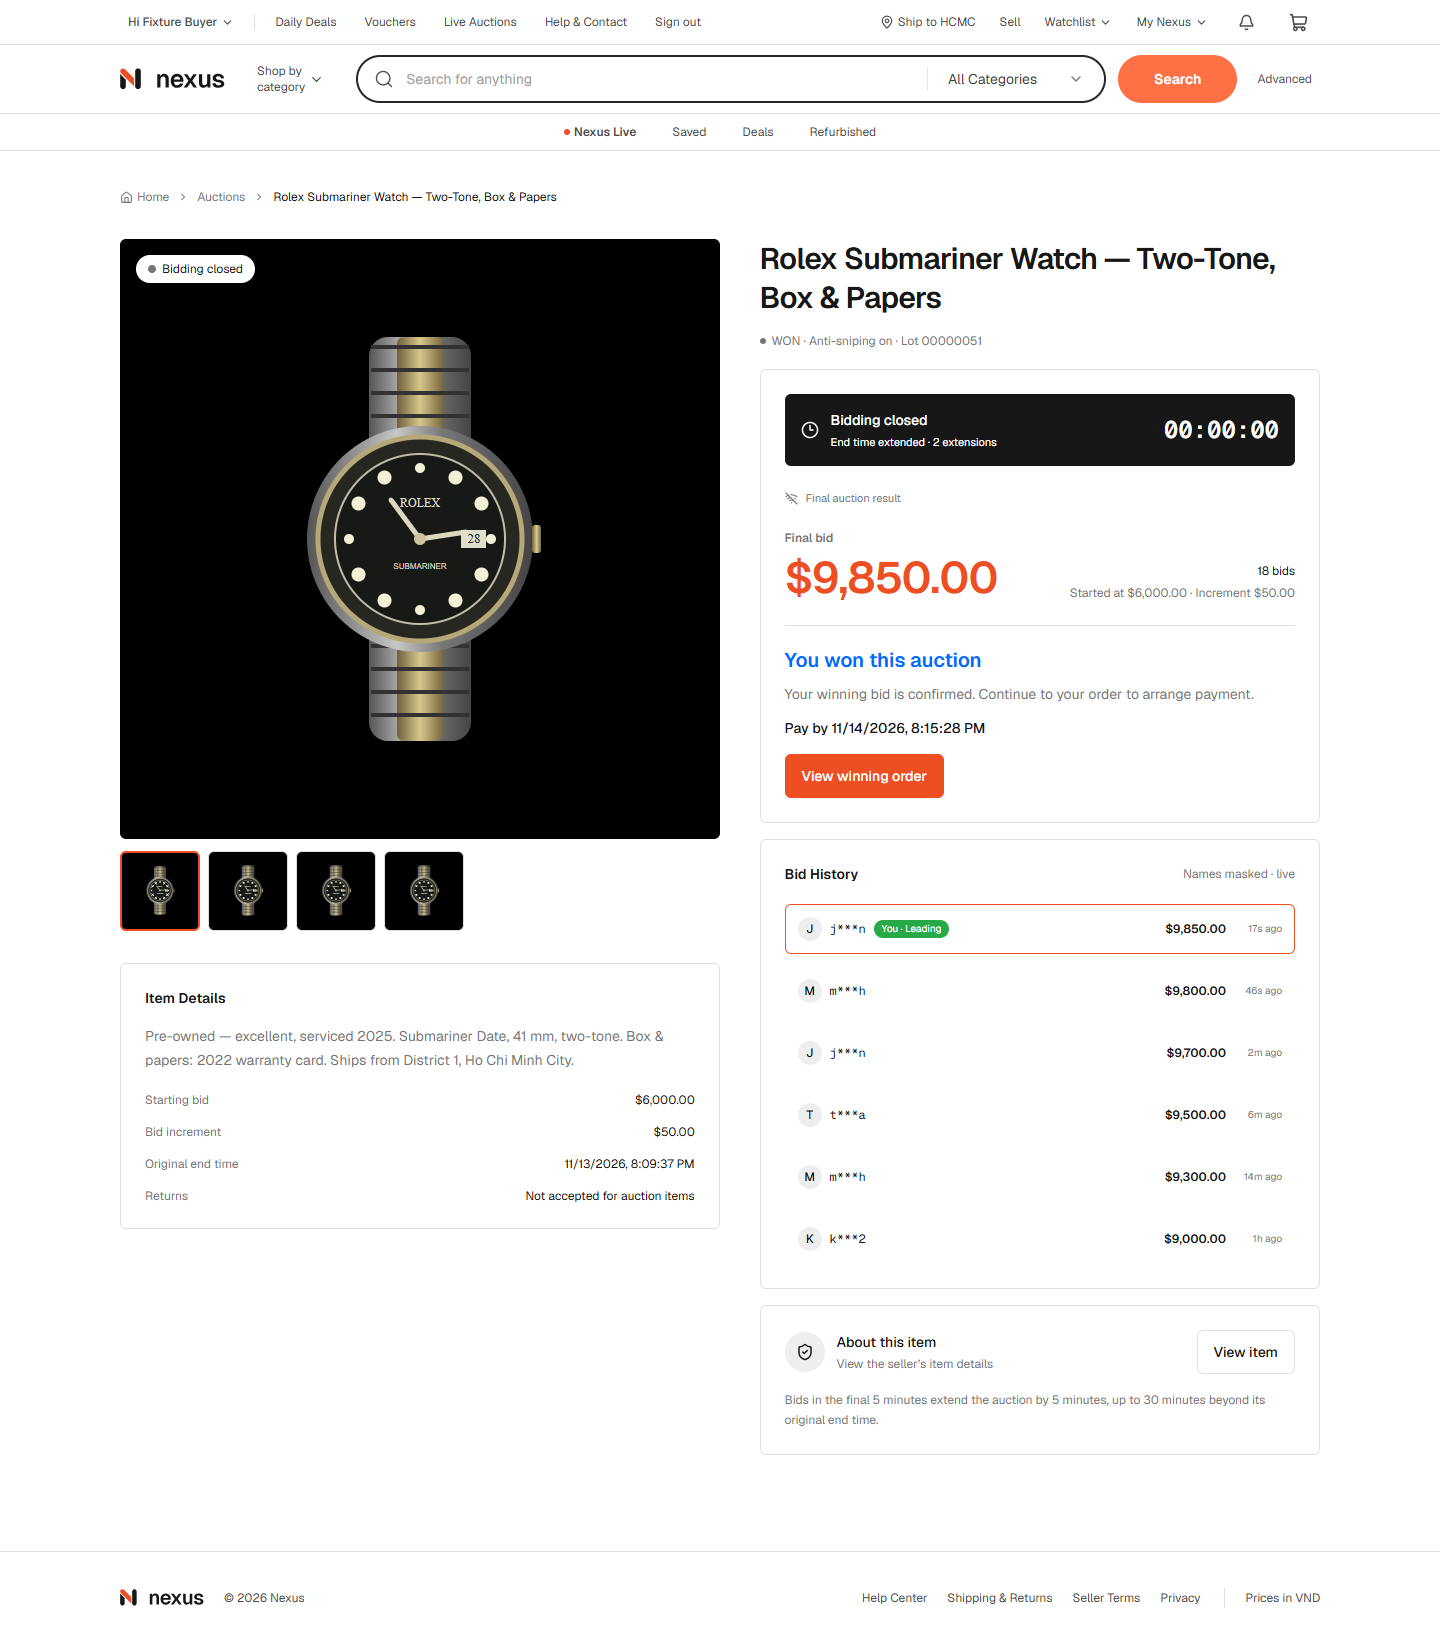 Hi Fixture Buyer
Daily Deals
Vouchers
Live Auctions
Help & Contact
Sign out
Ship to HCMC
Sell
Watchlist
My Nexus
nexus
Shop by
category
Search for anything
All Categories
Search
Advanced
Nexus Live
Saved
Deals
Refurbished
Home
Auctions
Rolex Submariner Watch — Two-Tone, Box & Papers
Bidding closed
ROLEX
28
SUBMARINER
Item Details
Pre-owned — excellent, serviced 2025. Submariner Date, 41 mm, two-tone. Box &
papers: 2022 warranty card. Ships from District 1, Ho Chi Minh City.
Starting bid $6,000.00
Bid increment $50.00
Original end time 11/13/2026, 8:09:37 PM
Returns Not accepted for auction items
Rolex Submariner Watch — Two-Tone,
Box & Papers
WON · Anti-sniping on · Lot 00000051
Bidding closed
End time extended · 2 extensions
00:00:00
Final auction result
Final bid
$9,850.00
18 bids
Started at $6,000.00 · Increment $50.00
You won this auction
Your winning bid is confirmed. Continue to your order to arrange payment.
Pay by 11/14/2026, 8:15:28 PM
View winning order
Bid History
Names masked · live
J j***n You · Leading $9,850.00 17s ago
M m***h $9,800.00 46s ago
J j***n $9,700.00 2m ago
T t***a $9,500.00 6m ago
M m***h $9,300.00 14m ago
K k***2 $9,000.00 1h ago
About this item
View the seller's item details
View item
Bids in the final 5 minutes extend the auction by 5 minutes, up to 30 minutes beyond its
original end time.
nexus
© 2026 Nexus
Help Center
Shipping & Returns
Seller Terms
Privacy
Prices in VND